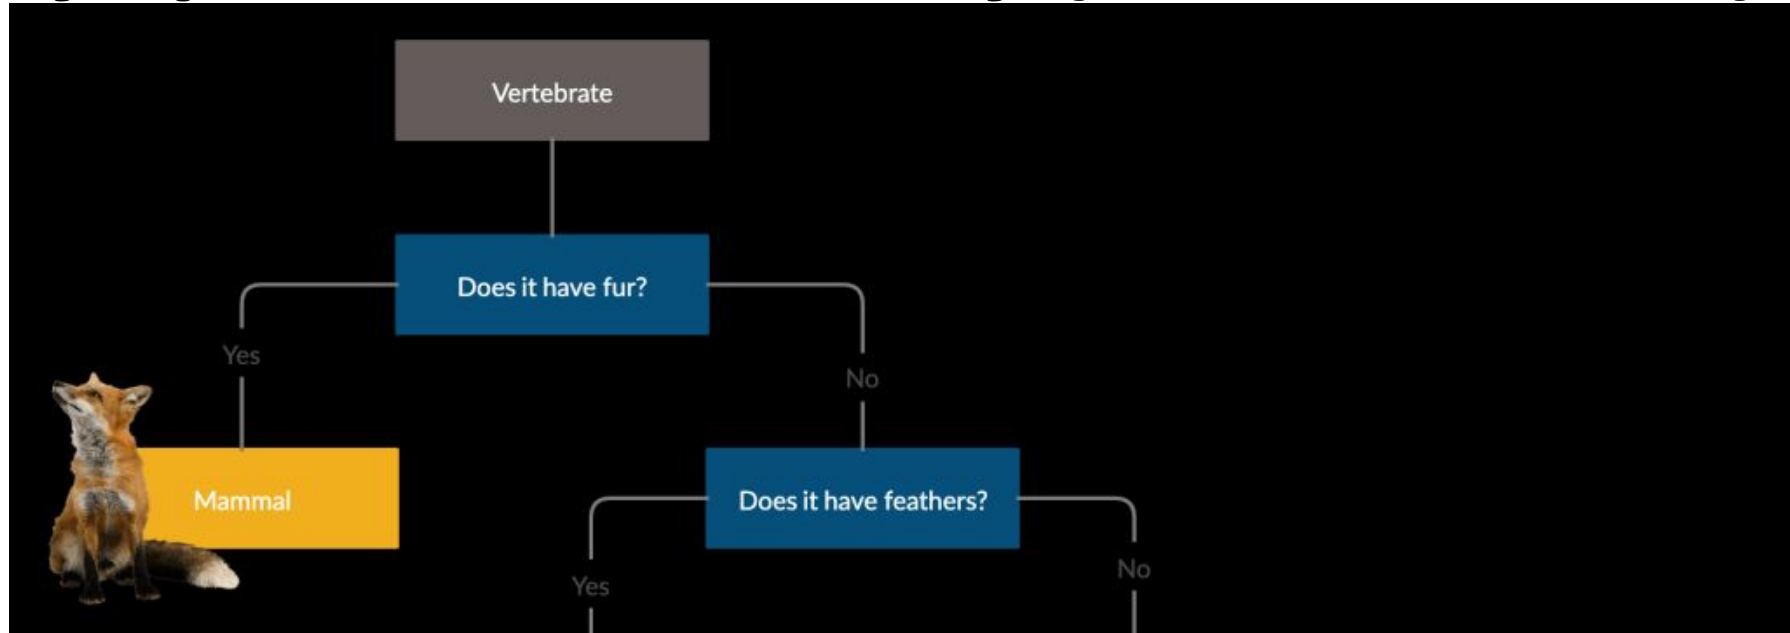 Vertebrate
Does it have fur?
Yes
No
Mammal
Does it have feathers?
Yes
No